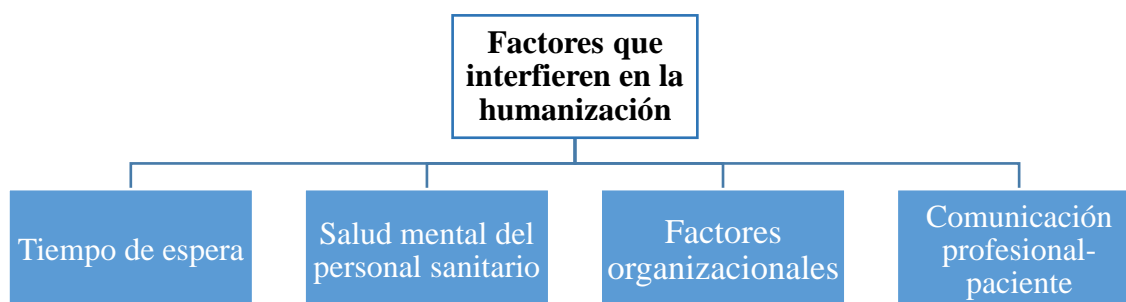 Factores que
interfieren en la
humanización
Tiempo de espera
Salud mental del
personal sanitario
Factores
organizacionales
Comunicación
profesional-
paciente